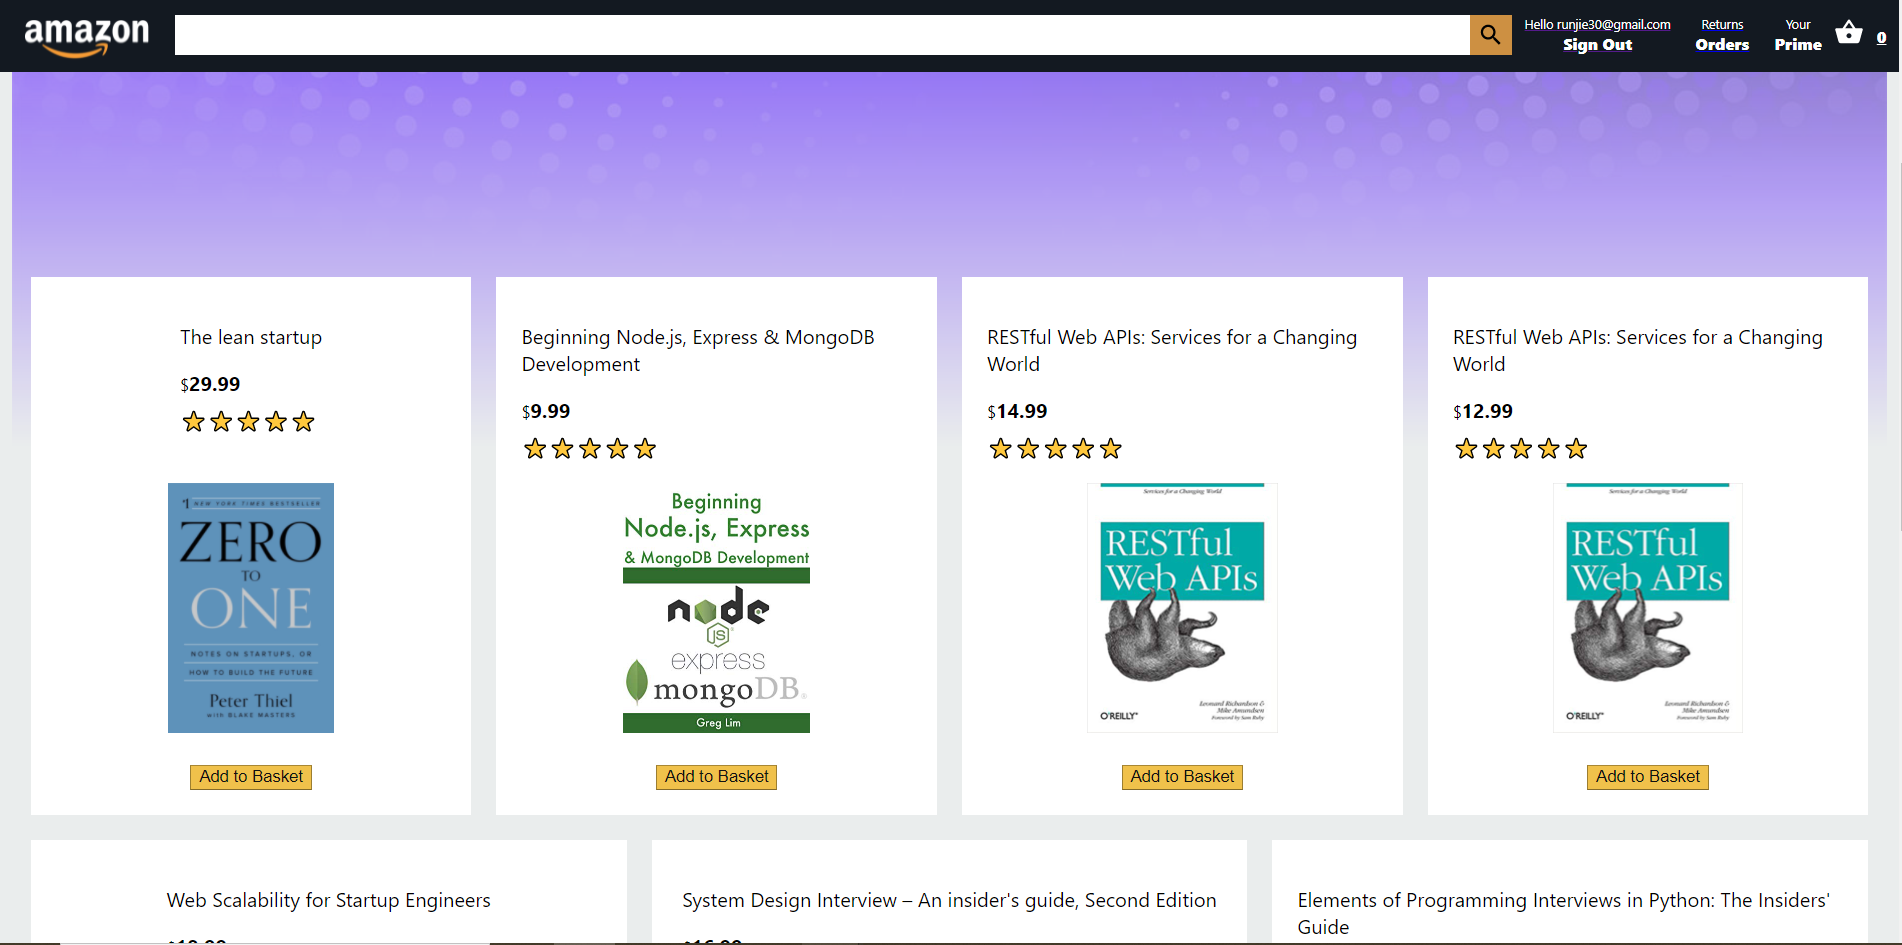 amazon
Hello runjie30@gmail.com
Sign Out
Returns
Orders
Your
Prime
0
The lean startup
$29.99
#1 NEW YORK TIMES BESTSELLER
ZERO
TO
ONE
NOTES ON STARTUPS, OR
HOW TO BUILD THE FUTURE
Peter Thiel
with BLAKE MASTERS
Add to Basket
Beginning Node.js, Express & MongoDB
Development
$9.99
Beginning
Node.js, Express
& MongoDB Development
node
JS
express
mongoDB
Greg Lim
Add to Basket
RESTful Web APIs: Services for a Changing
World
$14.99
Services for a Changing World
RESTful
Web APIs
O'REILLY
Leonard Richardson &
Mike Amundsen
Foreword by Sam Ruby
Add to Basket
RESTful Web APIs: Services for a Changing
World
$12.99
Services for a Changing World
RESTful
Web APIs
O'REILLY
Leonard Richardson &
Mike Amundsen
Foreword by Sam Ruby
Add to Basket
Web Scalability for Startup Engineers
System Design Interview – An insider's guide, Second Edition
Elements of Programming Interviews in Python: The Insiders'
Guide